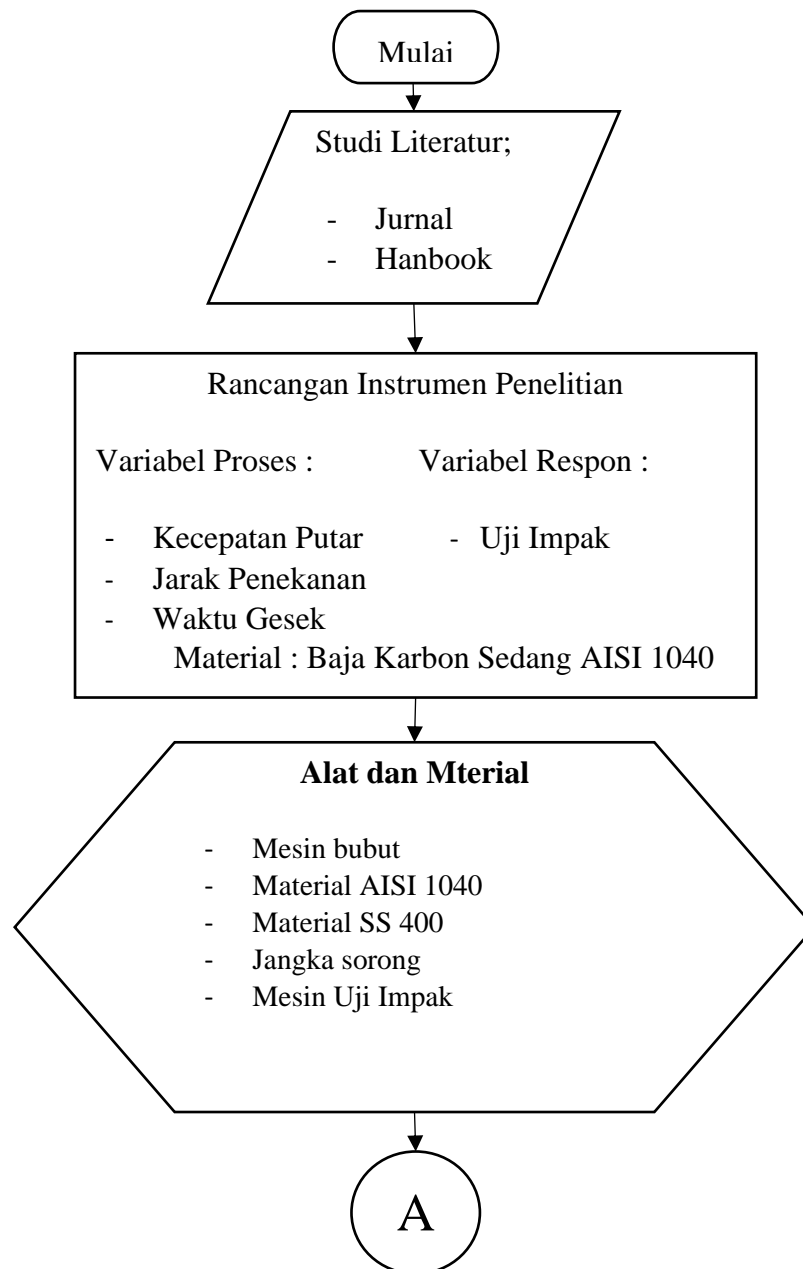 Mulai
Studi Literatur;
- Jurnal
- Hanbook
Rancangan Instrumen Penelitian
Variabel Proses : Variabel Respon :
- Kecepatan Putar - Uji Impak
- Jarak Penekanan
- Waktu Gesek
Material : Baja Karbon Sedang AISI 1040
Alat dan Mterial
- Mesin bubut
- Material AISI 1040
- Material SS 400
- Jangka sorong
- Mesin Uji Impak
A